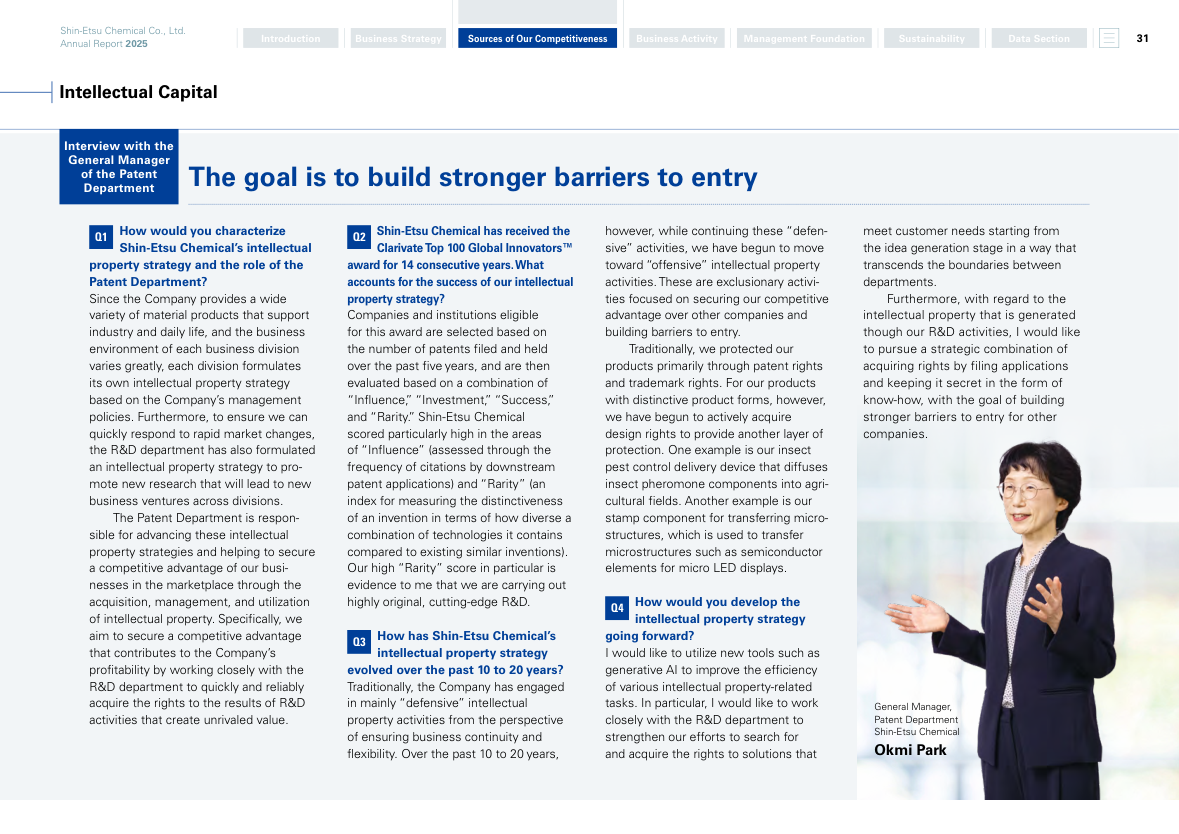 Shin-Etsu Chemical Co., Ltd.
Annual Report 2025
Introduction
Business Strategy
Sources of Our Competitiveness
Business Activity
Management Foundation
Sustainability
Data Section
31
Intellectual Capital
Interview with the
General Manager
of the Patent
Department
The goal is to build stronger barriers to entry
Q1 How would you characterize
Shin-Etsu Chemical’s intellectual
property strategy and the role of the
Patent Department?
Since the Company provides a wide
variety of material products that support
industry and daily life, and the business
environment of each business division
varies greatly, each division formulates
its own intellectual property strategy
based on the Company’s management
policies. Furthermore, to ensure we can
quickly respond to rapid market changes,
the R&D department has also formulated
an intellectual property strategy to pro-
mote new research that will lead to new
business ventures across divisions.
The Patent Department is respon-
sible for advancing these intellectual
property strategies and helping to secure
a competitive advantage of our busi-
nesses in the marketplace through the
acquisition, management, and utilization
of intellectual property. Specifically, we
aim to secure a competitive advantage
that contributes to the Company’s
profitability by working closely with the
R&D department to quickly and reliably
acquire the rights to the results of R&D
activities that create unrivaled value.
Q2 Shin-Etsu Chemical has received the
Clarivate Top 100 Global Innovators™
award for 14 consecutive years. What
accounts for the success of our intellectual
property strategy?
Companies and institutions eligible
for this award are selected based on
the number of patents filed and held
over the past five years, and are then
evaluated based on a combination of
“Influence,” “Investment,” “Success,”
and “Rarity.” Shin-Etsu Chemical
scored particularly high in the areas
of “Influence” (assessed through the
frequency of citations by downstream
patent applications) and “Rarity” (an
index for measuring the distinctiveness
of an invention in terms of how diverse a
combination of technologies it contains
compared to existing similar inventions).
Our high “Rarity” score in particular is
evidence to me that we are carrying out
highly original, cutting-edge R&D.
Q3 How has Shin-Etsu Chemical’s
intellectual property strategy
evolved over the past 10 to 20 years?
Traditionally, the Company has engaged
in mainly “defensive” intellectual
property activities from the perspective
of ensuring business continuity and
flexibility. Over the past 10 to 20 years,
however, while continuing these “defen-
sive” activities, we have begun to move
toward “offensive” intellectual property
activities. These are exclusionary activi-
ties focused on securing our competitive
advantage over other companies and
building barriers to entry.
Traditionally, we protected our
products primarily through patent rights
and trademark rights. For our products
with distinctive product forms, however,
we have begun to actively acquire
design rights to provide another layer of
protection. One example is our insect
pest control delivery device that diffuses
insect pheromone components into agri-
cultural fields. Another example is our
stamp component for transferring micro-
structures, which is used to transfer
microstructures such as semiconductor
elements for micro LED displays.
Q4 How would you develop the
intellectual property strategy
going forward?
I would like to utilize new tools such as
generative AI to improve the efficiency
of various intellectual property-related
tasks. In particular, I would like to work
closely with the R&D department to
strengthen our efforts to search for
and acquire the rights to solutions that
meet customer needs starting from
the idea generation stage in a way that
transcends the boundaries between
departments.
Furthermore, with regard to the
intellectual property that is generated
though our R&D activities, I would like
to pursue a strategic combination of
acquiring rights by filing applications
and keeping it secret in the form of
know-how, with the goal of building
stronger barriers to entry for other
companies.
General Manager,
Patent Department
Shin-Etsu Chemical
Okmi Park